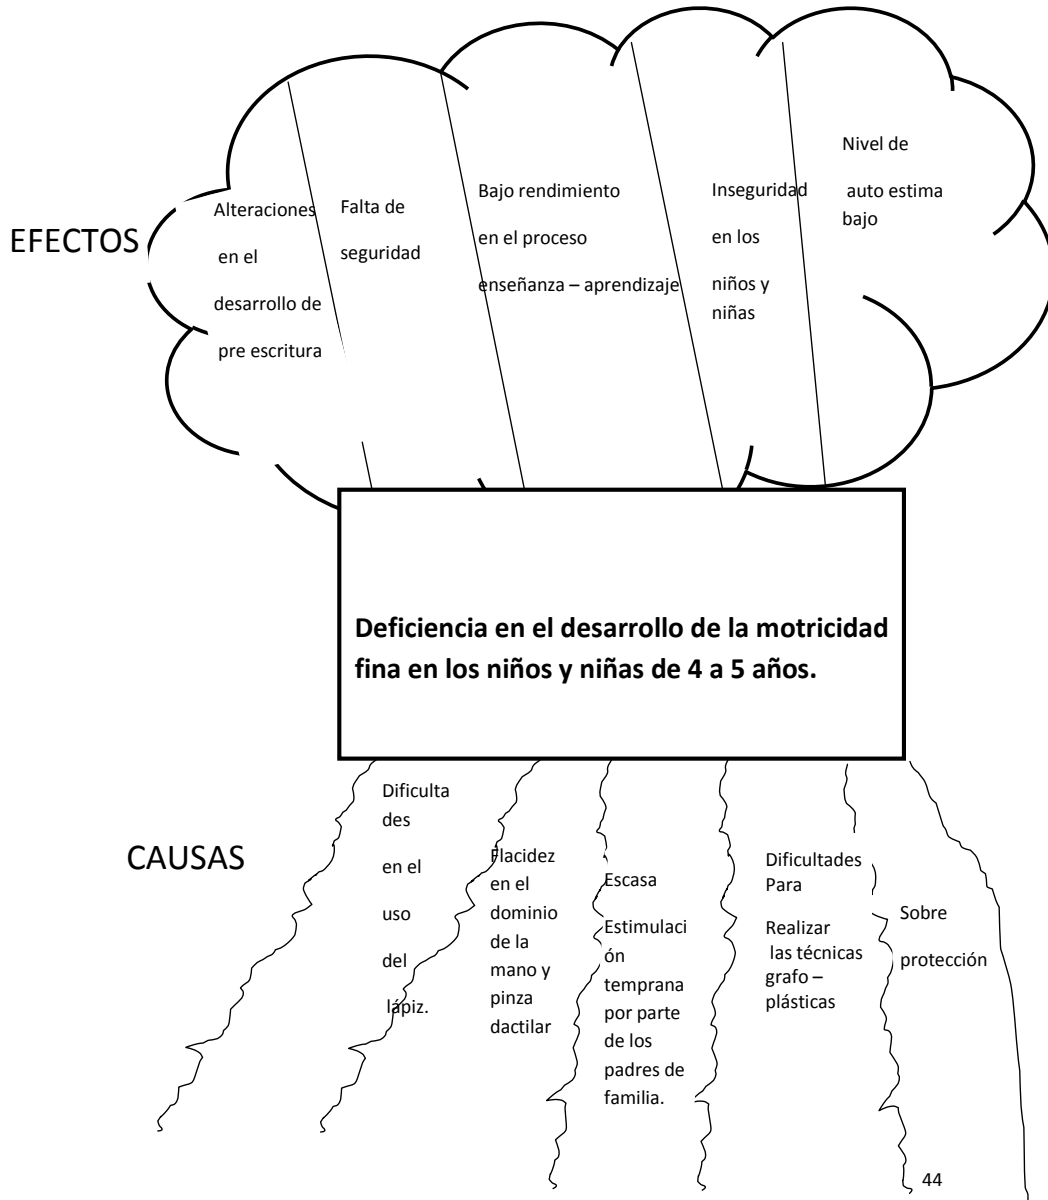 EFECTOS
Alteraciones
en el
desarrollo de
pre escritura
Falta de
seguridad
Bajo rendimiento
en el proceso
enseñanza – aprendizaje
Inseguridad
en los
niños y
niñas
Nivel de
auto estima
bajo
Deficiencia en el desarrollo de la motricidad
fina en los niños y niñas de 4 a 5 años.
CAUSAS
Dificulta
des
en el
uso
del
lápiz.
Flacidez
en el
dominio
de la
mano y
pinza
dactilar
Escasa
Estimulaci
ón
temprana
por parte
de los
padres de
familia.
Dificultades
Para
Realizar
las técnicas
grafo –
plásticas
Sobre
protección
44